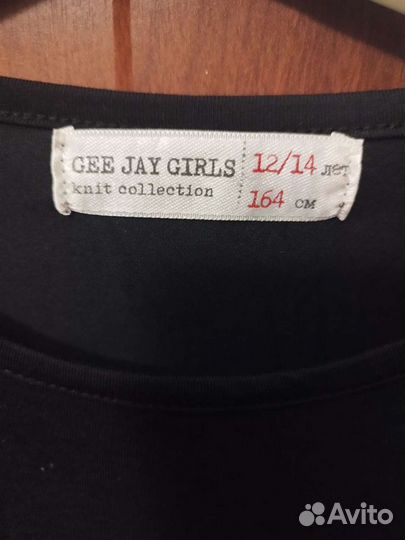 GEE JAY GIRLS
knit collection
12/14 лет
164 см
Avito